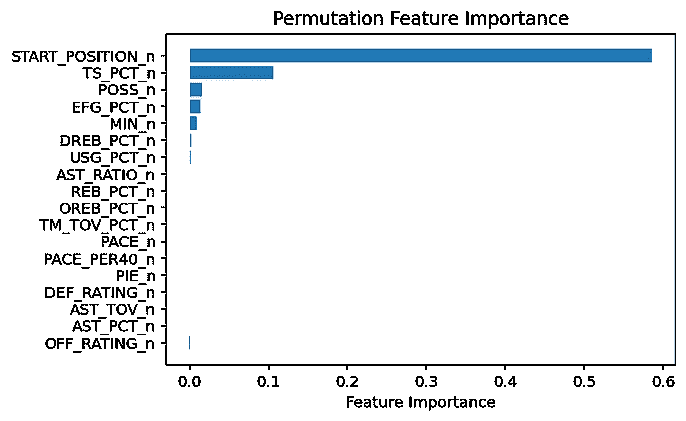 Permutation Feature Importance
START_POSITION_n
TS_PCT_n
POSS_n
EFG_PCT_n
MIN_n
DREB_PCT_n
USG_PCT_n
AST_RATIO_n
REB_PCT_n
OREB_PCT_n
TM_TOV_PCT_n
PACE_n
PACE_PER40_n
PIE_n
DEF_RATING_n
AST_TOV_n
AST_PCT_n
OFF_RATING_n
0.0 0.1 0.2 0.3 0.4 0.5 0.6
Feature Importance